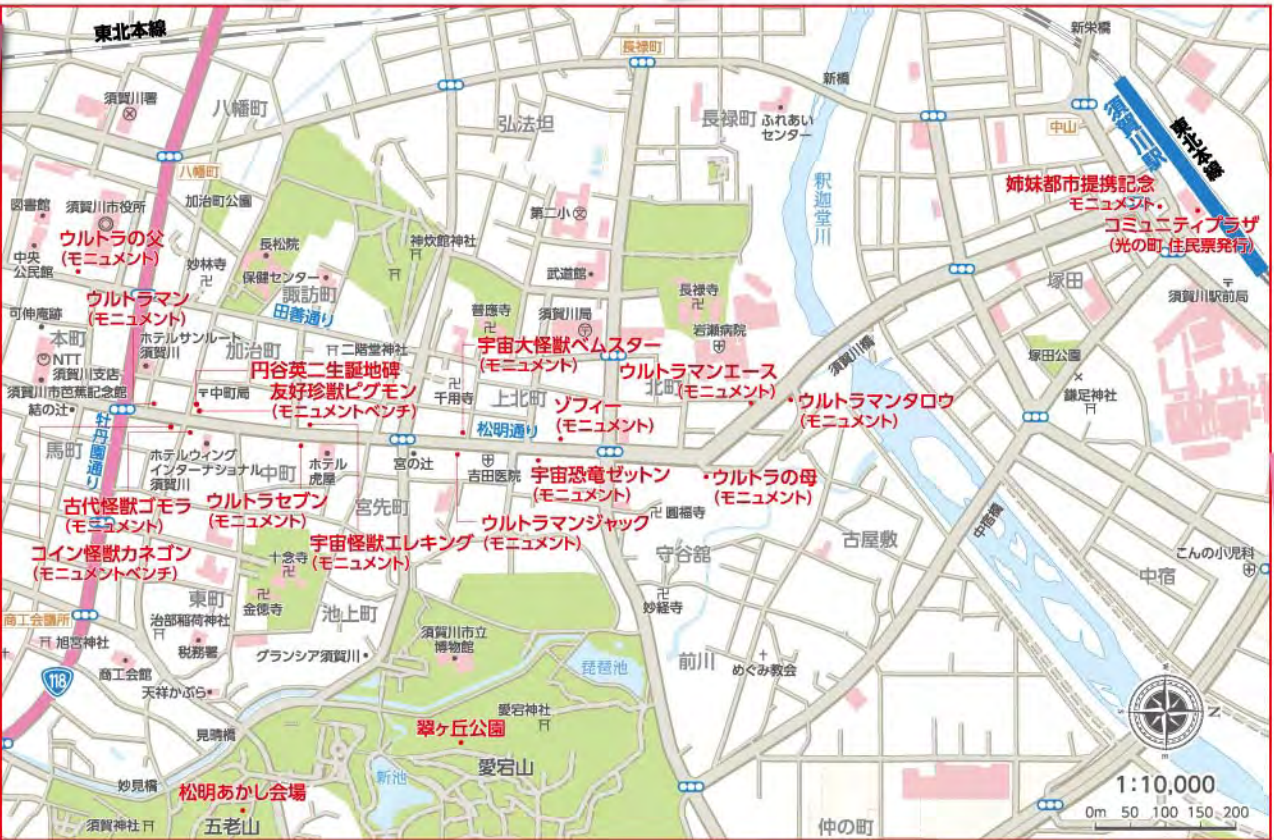 東北本線
新栄橋
長禄町
須賀川署
八幡町
弘法坦
長禄町
ふれあい
センター
新橋
中山
須賀川駅
東北本線
八幡町
図書館
須賀川市役所
加治町公園
ウルトラの父
(モニュメント)
中央
公民館
妙林寺
長松院
保健センター
諏訪町
田善通り
神炊館神社
第二小
武道館
釈迦堂川
姉妹都市提携記念
モニュメント
コミュニティプラザ
(光の町 住民票発行)
須賀川駅前局
塚田
塚田公園
鎌足神社
ウルトラマン
(モニュメント)
可伸庵跡
本町
NTT
須賀川支店
須賀川市芭蕉記念館
結の辻
ホテルサンルート
須賀川
加治町
二階堂神社
普應寺
須賀川局
長禄寺
岩瀬病院
須賀川橋
宇宙大怪獣ベムスター
(モニュメント)
円谷英二生誕地碑
友好珍獣ピグモン
(モニュメントベンチ)
中町局
千用寺
上北町
北町
ウルトラマンエース
(モニュメント)
ゾフィー
(モニュメント)
ウルトラマンタロウ
(モニュメント)
松明通り
牡丹園通り
馬町
ホテルウィング
インターナショナル
須賀川
中町
ホテル
虎屋
宮の辻
吉田医院
宇宙恐竜ゼットン
(モニュメント)
ウルトラの母
(モニュメント)
古代怪獣ゴモラ
(モニュメント)
ウルトラセブン
(モニュメント)
宮先町
ウルトラマンジャック
(モニュメント)
圓福寺
コイン怪獣カネゴン
(モニュメントベンチ)
宇宙怪獣エレキング
(モニュメント)
十念寺
守谷舘
古屋敷
中宿橋
こんの小児科
中宿
東町
金徳寺
池上町
妙経寺
商工会議所
治部稲荷神社
旭宮神社
税務署
グランシア須賀川
須賀川市立
博物館
琵琶池
前川
めぐみ教会
118
商工会館
天祥かぶら
見晴橋
翠ヶ丘公園
愛宕神社
愛宕山
N
妙見橋
松明あかし会場
新池
須賀神社
五老山
仲の町
1:10,000
0m 50 100 150 200